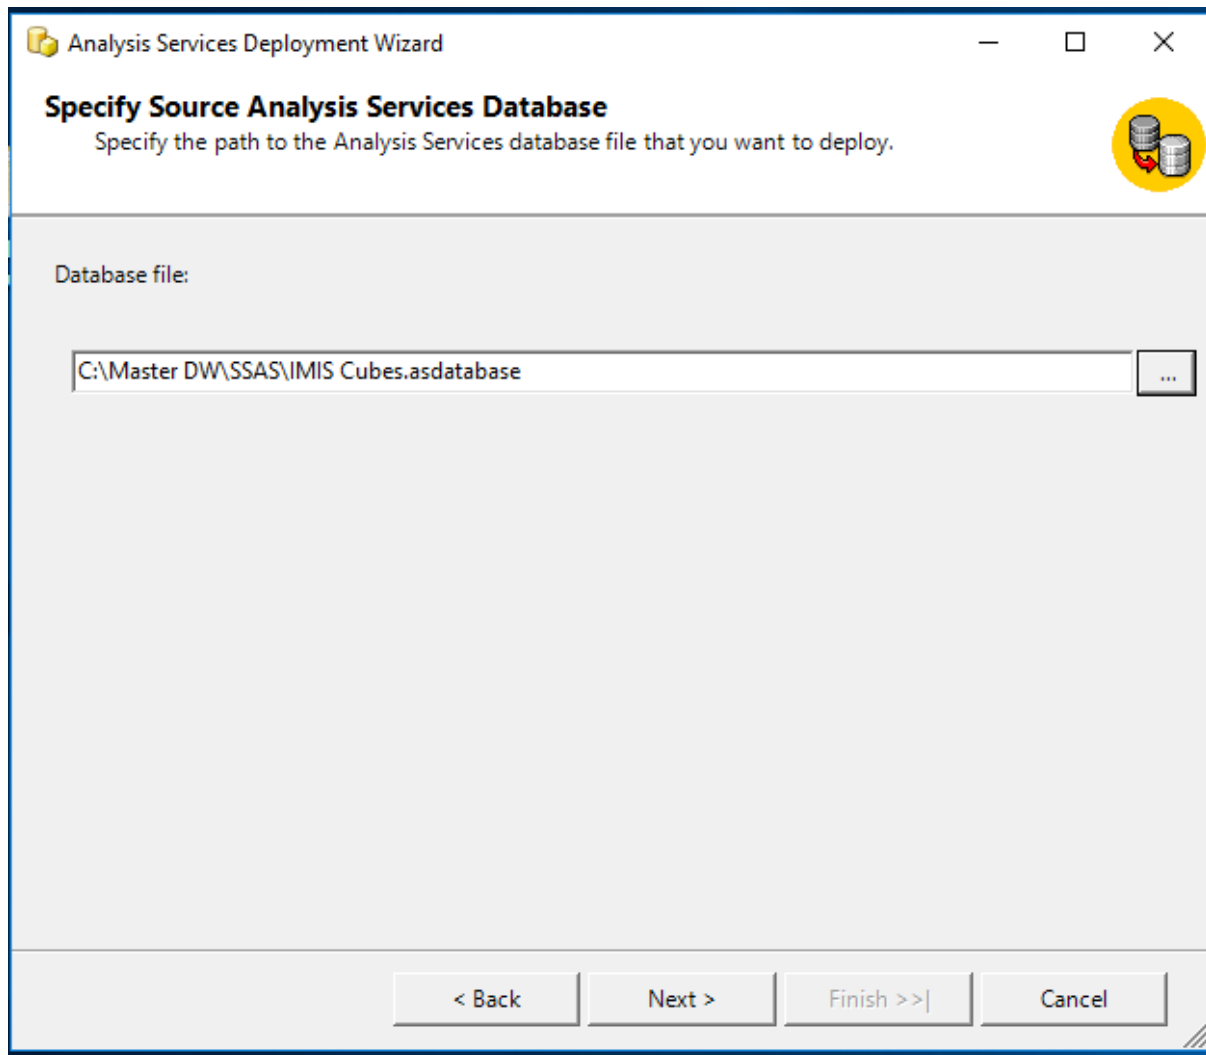 Analysis Services Deployment Wizard
Specify Source Analysis Services Database
Specify the path to the Analysis Services database file that you want to deploy.
Database file:
C:\Master DW\SSAS\IMIS Cubes.asdatabase
...
< Back
Next >
Finish >>|
Cancel